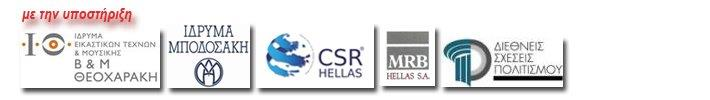 με την υποστήριξη
ΙΔΡΥΜΑ
ΕΙΚΑΣΤΙΚΩΝ ΤΕΧΝΩΝ
& ΜΟΥΣΙΚΗΣ
Β & Μ
ΘΕΟΧΑΡΑΚΗ
ΙΔΡΥΜΑ
ΜΠΟΔΟΣΑΚΗ
CSR
HELLAS
MRB
HELLAS S.A.
ΔΙΕΘΝΕΙΣ
ΣΧΕΣΕΙΣ
ΠΟΛΙΤΙΣΜΟΥ